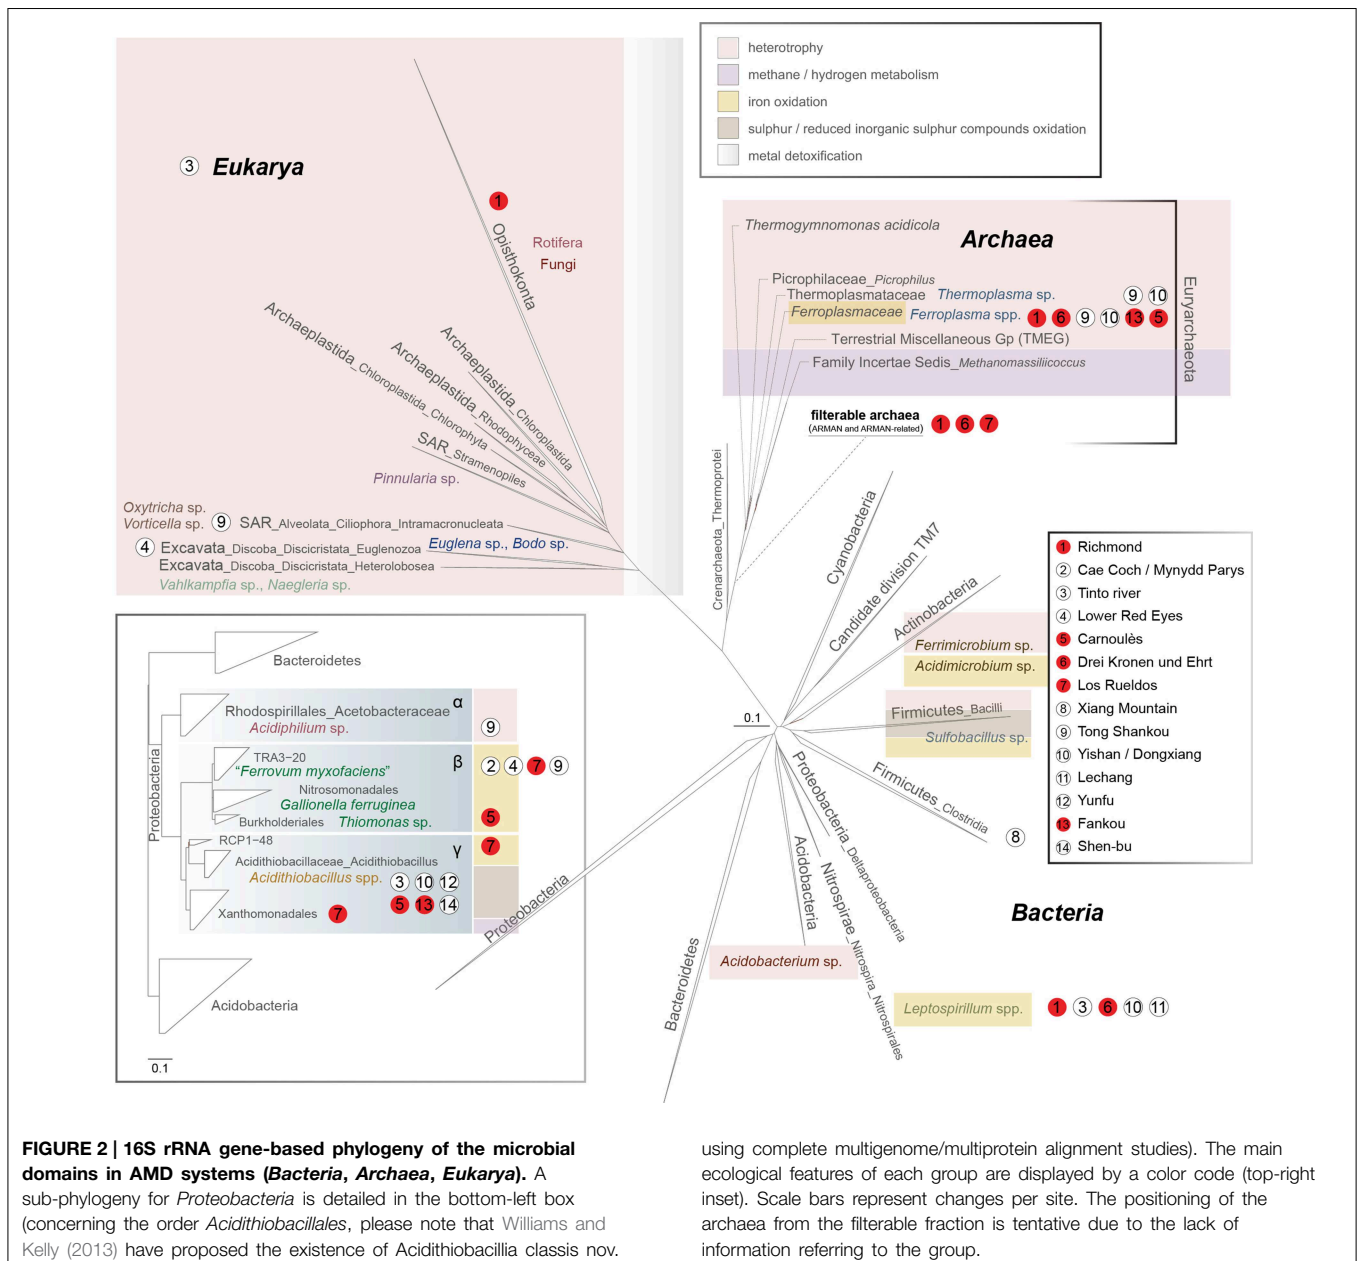 heterotrophy
methane / hydrogen metabolism
iron oxidation
sulphur / reduced inorganic sulphur compounds oxidation
metal detoxification
3 Eukarya
1
Opisthokonta
Rotifera
Fungi
Archaeplastida_Chloroplastida
Archaeplastida_Rhodophyceae
Archaeplastida_Chloroplastida_Chlorophyta
SAR_Stramenopiles
Pinnularia sp.
Oxytricha sp.
Vorticella sp. 9 SAR_Alveolata_Ciliophora_Intramacronucleata
4 Excavata_Discoba_Discicristata_Euglenozoa Euglena sp., Bodo sp.
Excavata_Discoba_Discicristata_Heterolobosea
Vahlkampfia sp., Naegleria sp.
Thermogymnomonas acidicola
Archaea
Picrophilaceae_Picrophilus
Thermoplasmataceae Thermoplasma sp. 9 10
Ferroplasmaceae Ferroplasma spp. 1 6 9 10 13 5
Terrestrial Miscellaneous Gp (TMEG)
Family Incertae Sedis_Methanomassiliicoccus
Euryarchaeota
filterable archaea
(ARMAN and ARMAN-related) 1 6 7
Crenarchaeota_Thermoprotei
Cyanobacteria
Candidate division TM7
Actinobacteria
Ferrimicrobium sp.
Acidimicrobium sp.
Firmicutes_Bacilli
Sulfobacillus sp.
Firmicutes_Clostridia
8
0.1
Proteobacteria_Deltaproteobacteria
Nitrospirae_Nitrospira_Nitrospirales
Acidobacteria
Acidobacterium sp.
Bacteroidetes
Proteobacteria
Bacteria
Leptospirillum spp. 1 3 6 10 11
1 Richmond
2 Cae Coch / Mynydd Parys
3 Tinto river
4 Lower Red Eyes
5 Carnoulès
6 Drei Kronen und Ehrt
7 Los Rueldos
8 Xiang Mountain
9 Tong Shankou
10 Yishan / Dongxiang
11 Lechang
12 Yunfu
13 Fankou
14 Shen-bu
Bacteroidetes
Proteobacteria
Rhodospirillales_Acetobacteraceae α
Acidiphilium sp. 9
TRA3-20 β
"Ferrovum myxofaciens" 2 4 7 9
Nitrosomonadales
Gallionella ferruginea
Burkholderiales Thiomonas sp. 5
RCP1-48 γ 7
Acidithiobacillaceae_Acidithiobacillus
Acidithiobacillus spp. 3 10 12
5 13 14
Xanthomonadales 7
Acidobacteria
0.1
FIGURE 2 | 16S rRNA gene-based phylogeny of the microbial
domains in AMD systems (Bacteria, Archaea, Eukarya). A
sub-phylogeny for Proteobacteria is detailed in the bottom-left box
(concerning the order Acidithiobacillales, please note that Williams and
Kelly (2013) have proposed the existence of Acidithiobacillia classis nov.
using complete multigenome/multiprotein alignment studies). The main
ecological features of each group are displayed by a color code (top-right
inset). Scale bars represent changes per site. The positioning of the
archaea from the filterable fraction is tentative due to the lack of
information referring to the group.